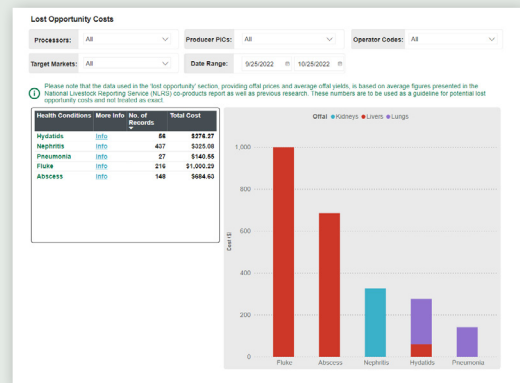 Lost Opportunity Costs
Processors: All
Producer PICs: All
Operator Codes: All
Target Markets: All
Date Range: 9/25/2022 10/25/2022
Please note that the data used in the 'lost opportunity' section, providing offal prices and average offal yields, is based on average figures presented in the
National Livestock Reporting Service (NLRS) co-products report as well as previous research. These numbers are to be used as a guideline for potential lost
opportunity costs and not treated as exact.
Health Conditions More Info No. of Records Total Cost
Hydatids Info 56 $276.27
Nephritis Info 437 $325.08
Pneumonia Info 27 $140.55
Fluke Info 216 $1,000.29
Abscess Info 148 $684.63
Offal Kidneys Livers Lungs
Cost ($)
1,000
800
600
400
200
0
Fluke Abscess Nephritis Hydatids Pneumonia